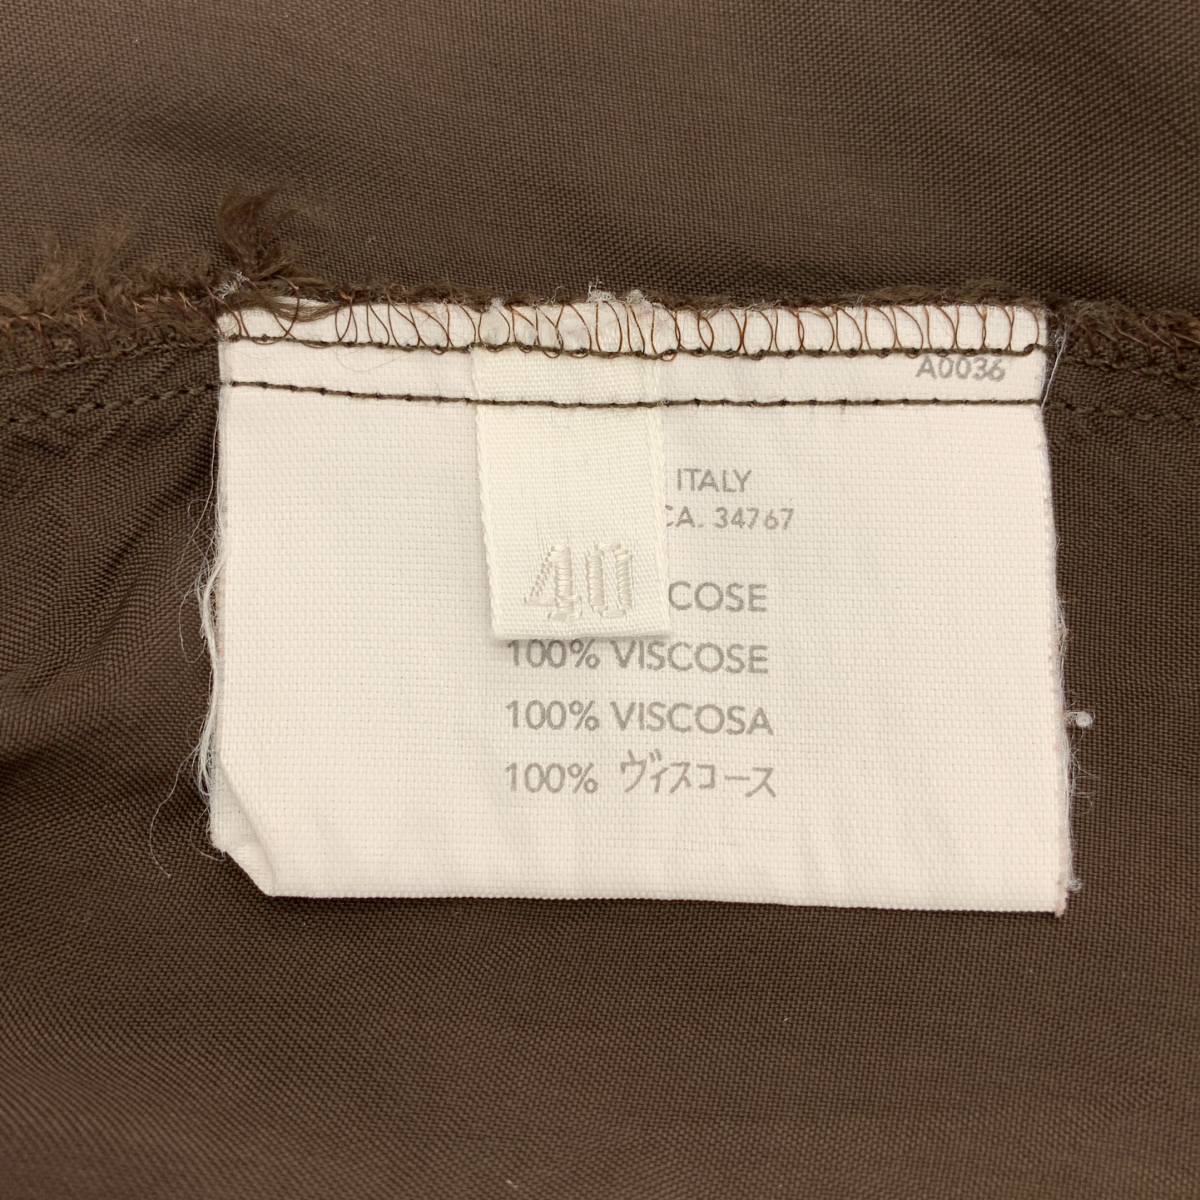 A0036
ITALY
CA. 34767
40
COSE
100% VISCOSE
100% VISCOSA
100% ヴィスコース